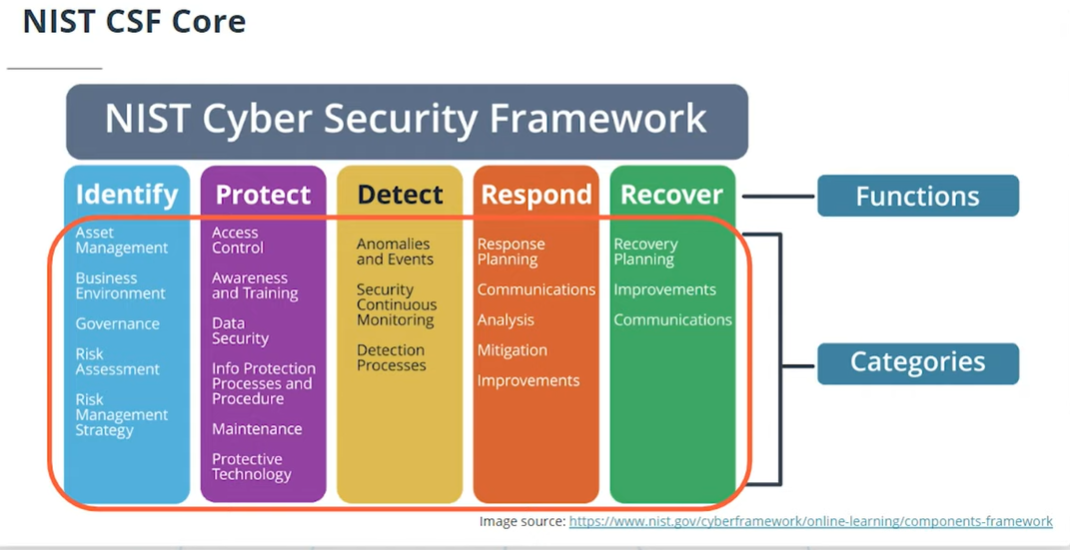 NIST CSF Core
NIST Cyber Security Framework
Identify
Asset
Management
Business
Environment
Governance
Risk
Assessment
Risk
Management
Strategy
Protect
Access
Control
Awareness
and Training
Data
Security
Info Protection
Processes and
Procedure
Maintenance
Protective
Technology
Detect
Anomalies
and Events
Security
Continuous
Monitoring
Detection
Processes
Respond
Response
Planning
Communications
Analysis
Mitigation
Improvements
Recover
Recovery
Planning
Improvements
Communications
Functions
Categories
Image source: https://www.nist.gov/cyberframework/online-learning/components-framework